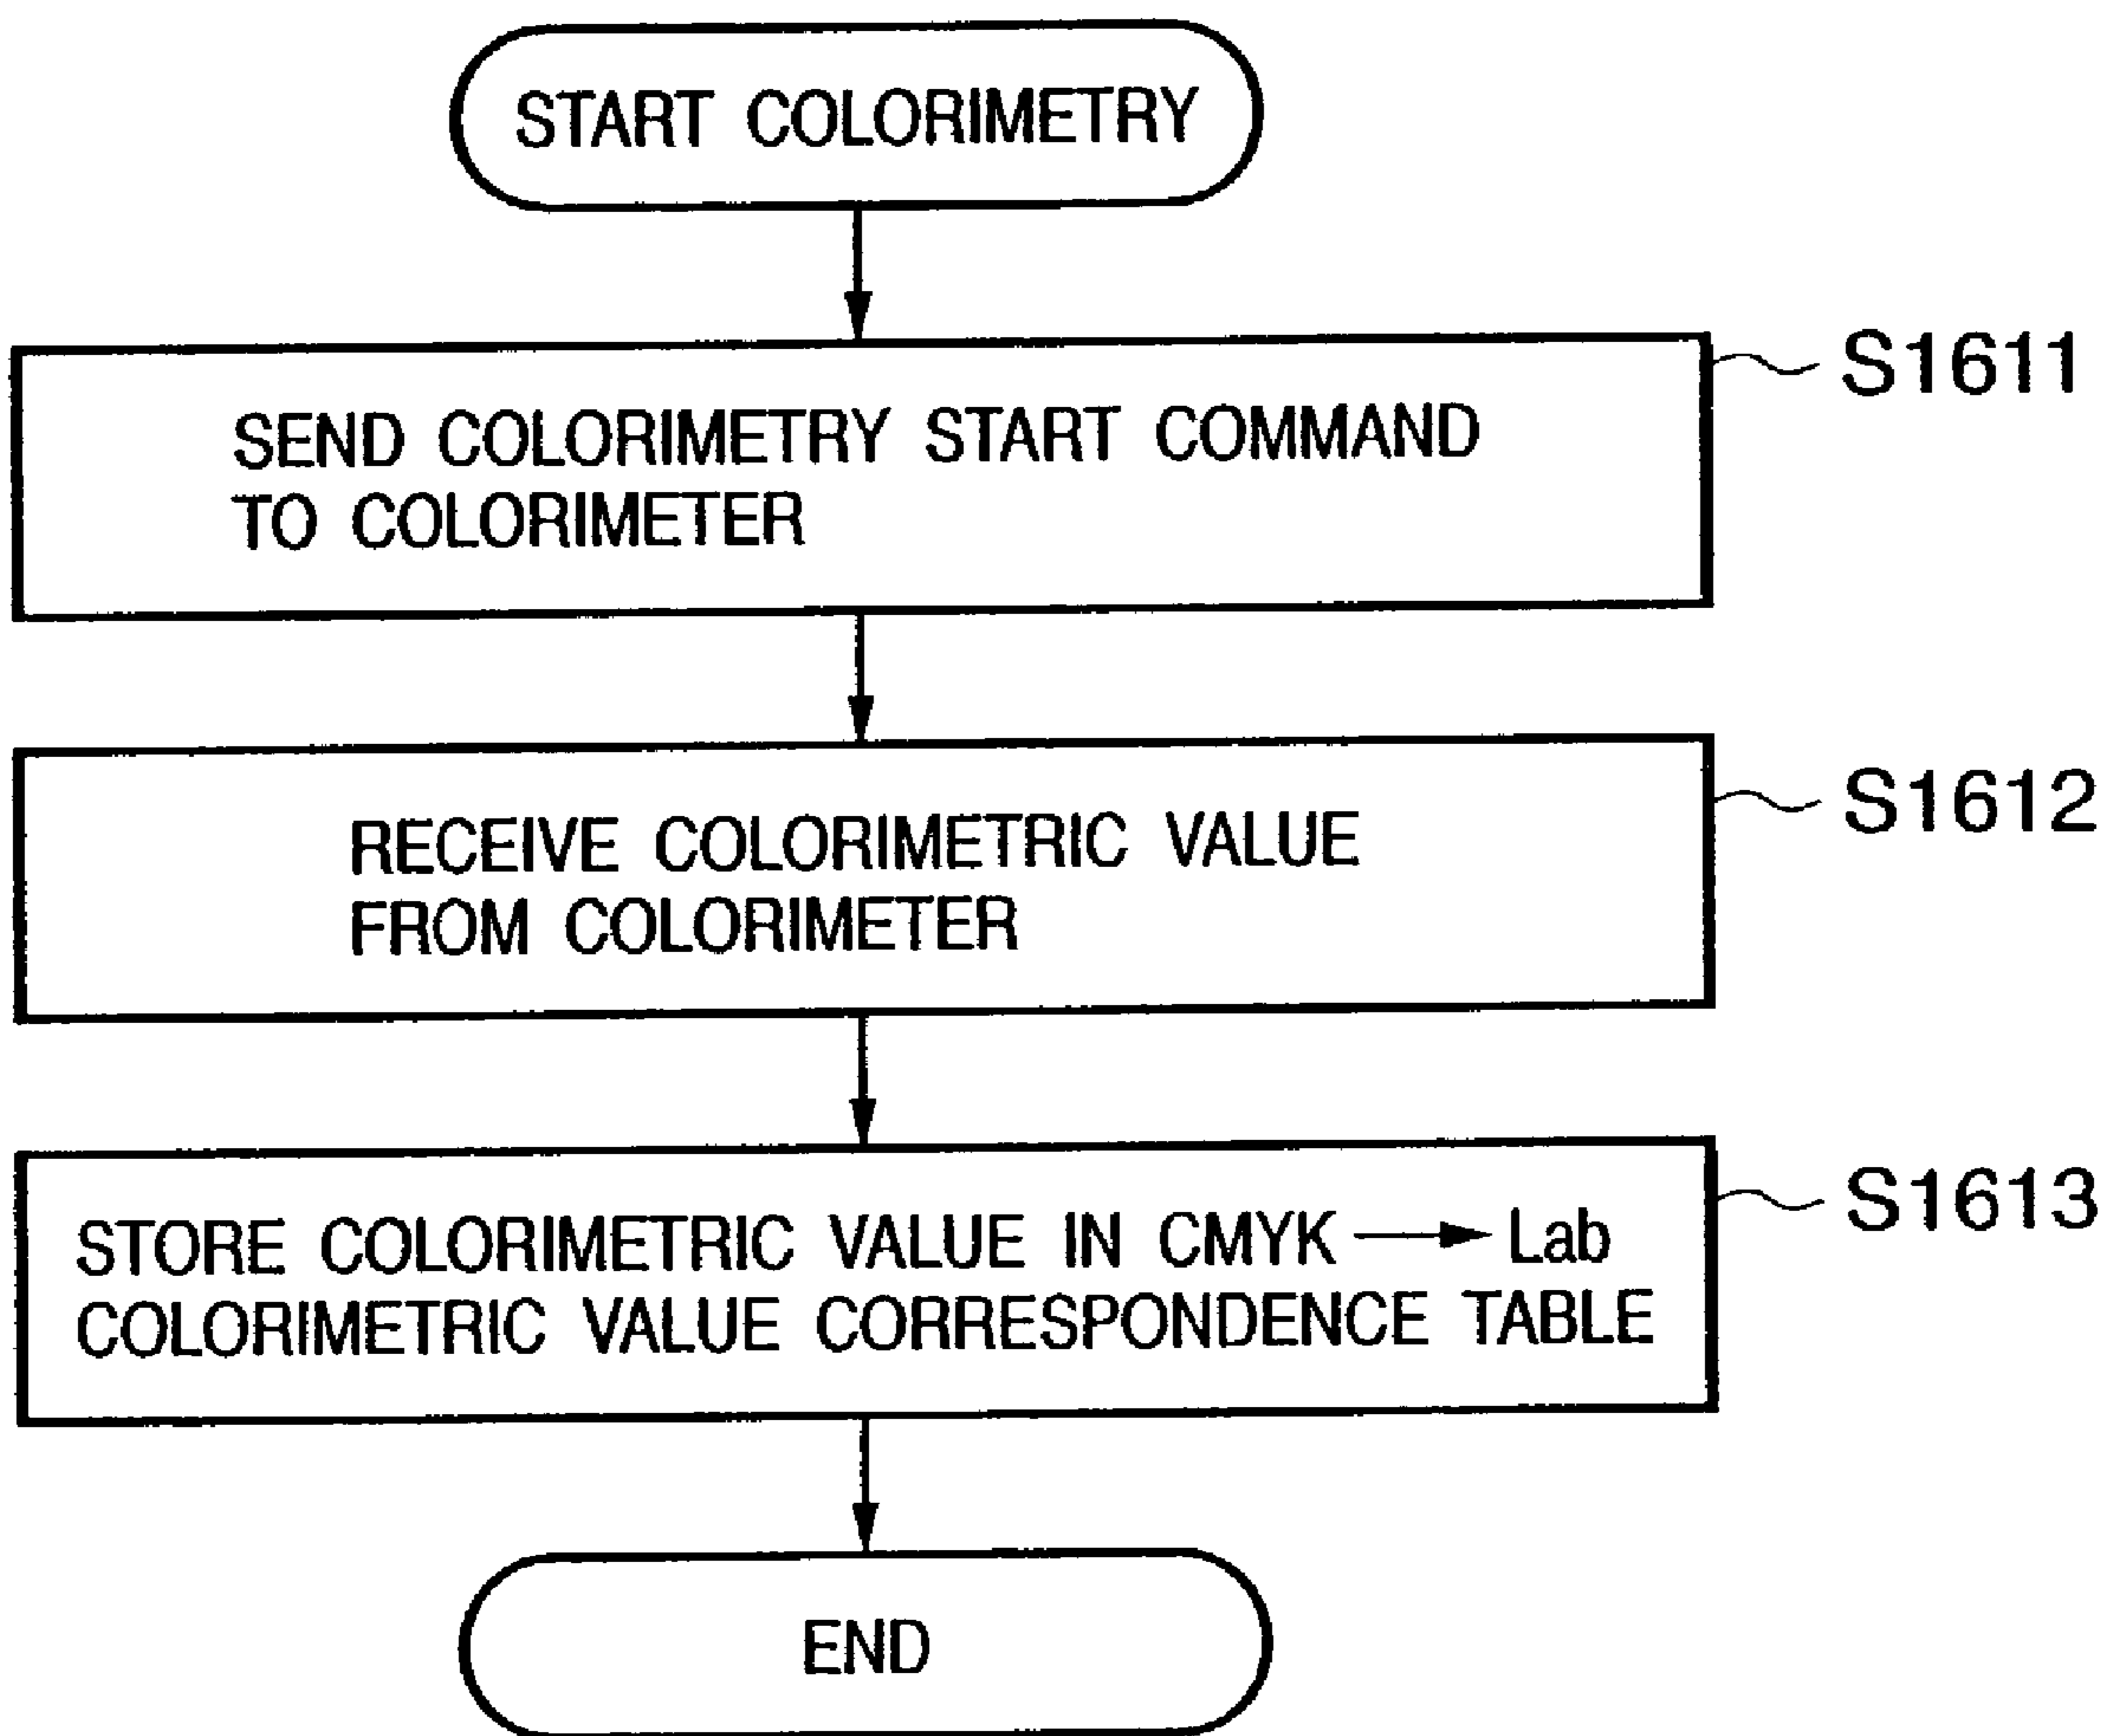 START COLORIMETRY
S1611
SEND COLORIMETRY START COMMAND
TO COLORIMETER
S1612
RECEIVE COLORIMETRIC VALUE
FROM COLORIMETER
S1613
STORE COLORIMETRIC VALUE IN CMYK → Lab
COLORIMETRIC VALUE CORRESPONDENCE TABLE
END